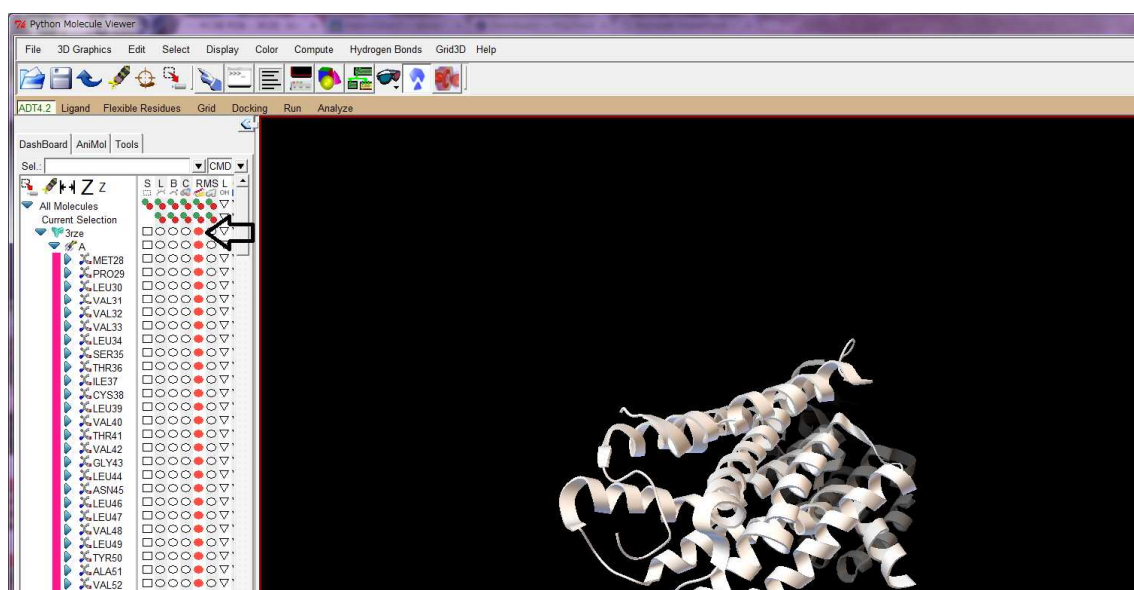 Python Molecule Viewer
File 3D Graphics Edit Select Display Color Compute Hydrogen Bonds Grid3D Help
ADT4.2 Ligand Flexible Residues Grid Docking Run Analyze
DashBoard AniMol Tools
Sel.: CMD
Z Z S L B C R MS L
All Molecules
Current Selection
3rze
A
MET28
PRO29
LEU30
VAL31
VAL32
VAL33
LEU34
SER35
THR36
ILE37
CYS38
LEU39
VAL40
THR41
VAL42
GLY43
LEU44
ASN45
LEU46
LEU47
VAL48
LEU49
TYR50
ALA51
VAL52